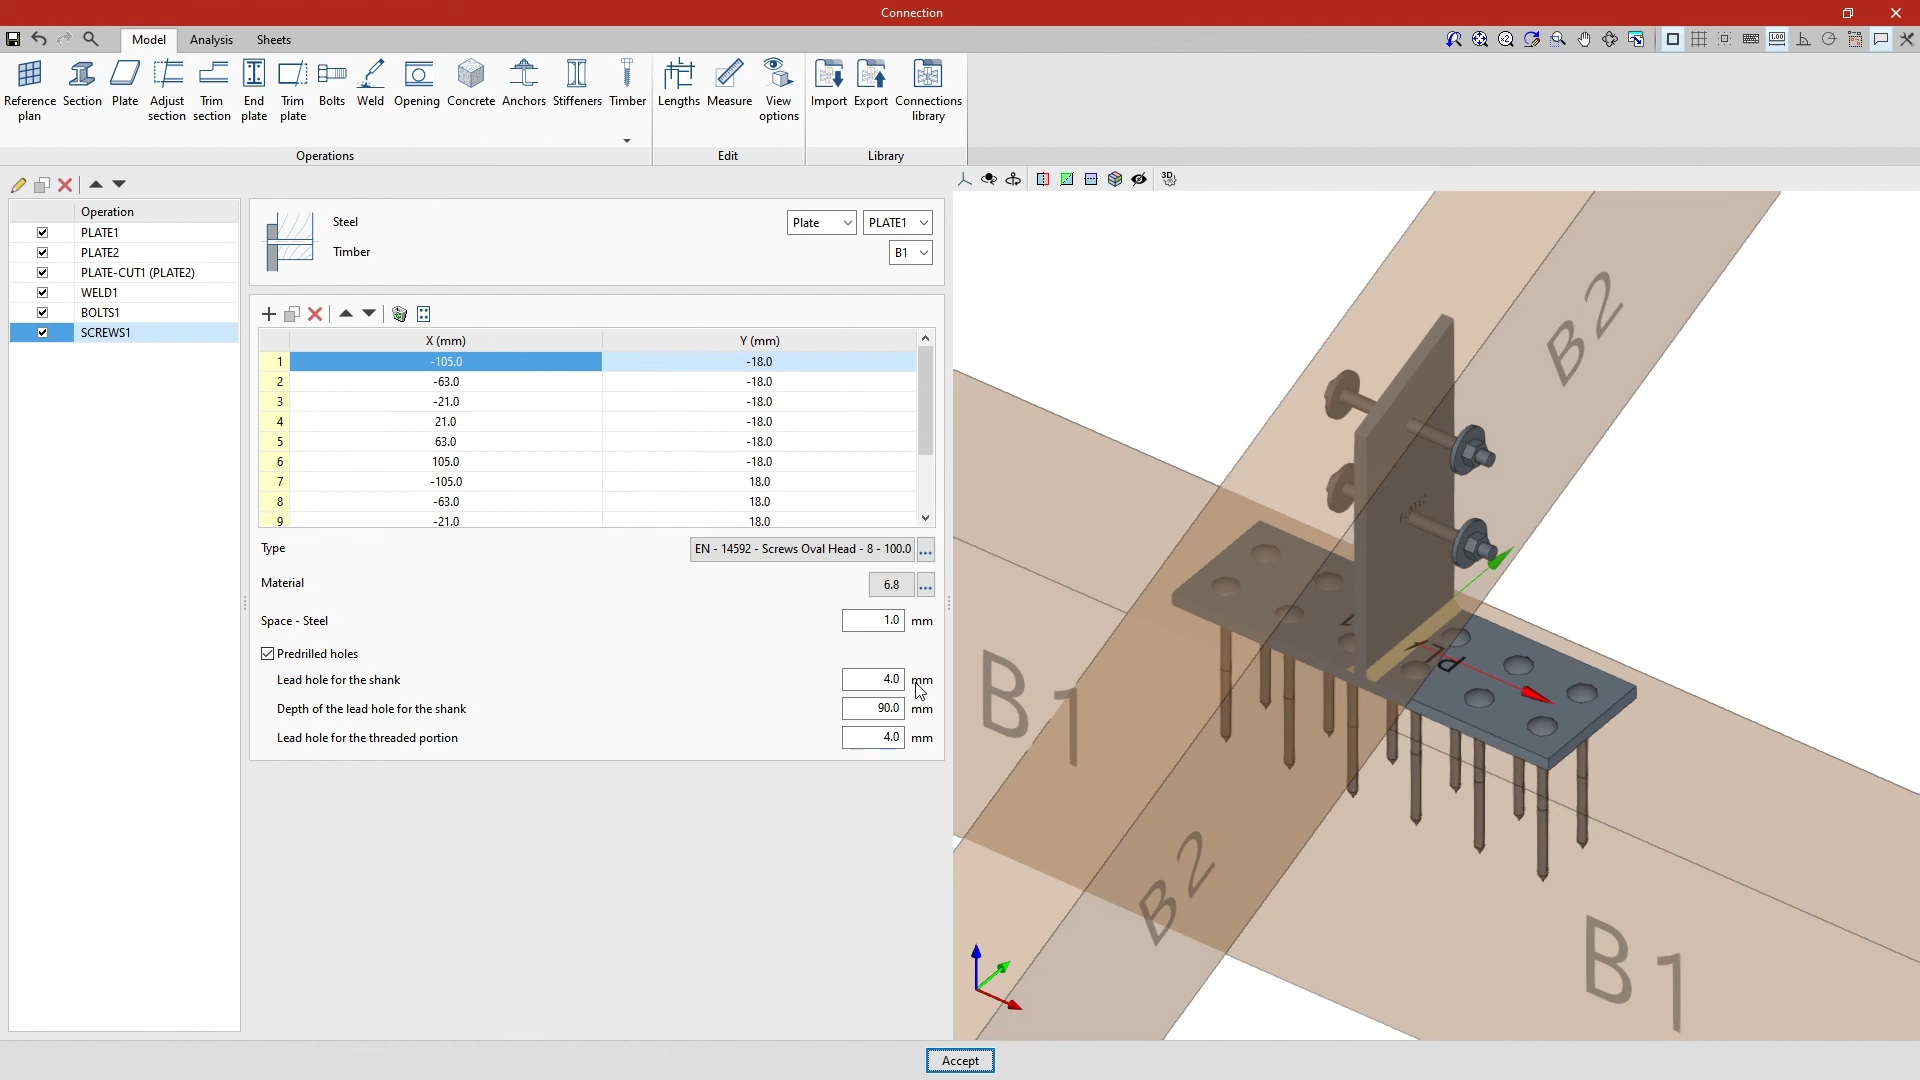 Connection
Model
Analysis
Sheets
1.00
Reference plan
Section
Plate
Adjust section
Trim section
End plate
Trim plate
Bolts
Weld
Opening
Concrete
Anchors
Stiffeners
Timber
Lengths
Measure
View options
Import
Export
Connections library
Operations
Edit
Library
3D
Operation
PLATE1
PLATE2
PLATE-CUT1 (PLATE2)
WELD1
BOLTS1
SCREWS1
Steel
Plate
PLATE1
Timber
B1
X (mm)
Y (mm)
1 -105.0 -18.0
2 -63.0 -18.0
3 -21.0 -18.0
4 21.0 -18.0
5 63.0 -18.0
6 105.0 -18.0
7 -105.0 18.0
8 -63.0 18.0
9 -21.0 18.0
Type
EN - 14592 - Screws Oval Head - 8 - 100.0
...
Material
6.8
...
Space - Steel
1.0 mm
Predrilled holes
Lead hole for the shank
4.0 mm
Depth of the lead hole for the shank
90.0 mm
Lead hole for the threaded portion
4.0 mm
B2
PLATE2
B1
B2
B1
Accept